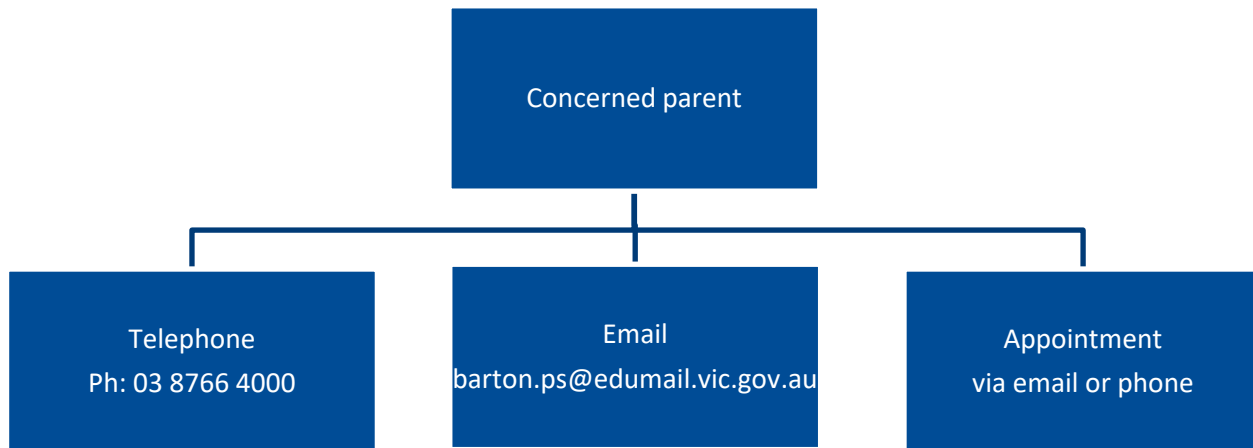 Concerned parent
Telephone
Ph: 03 8766 4000
Email
barton.ps@edumail.vic.gov.au
Appointment
via email or phone